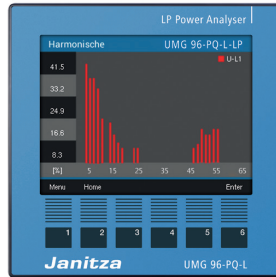 LP Power Analyser
Harmonische UMG 96-PQ-L-LP
U-L1
41.5
33.2
24.9
16.6
8.3
[%] 5 15 25 35 45 55 65
Menu Home Enter
1 2 3 4 5 6
Janitza UMG 96-PQ-L